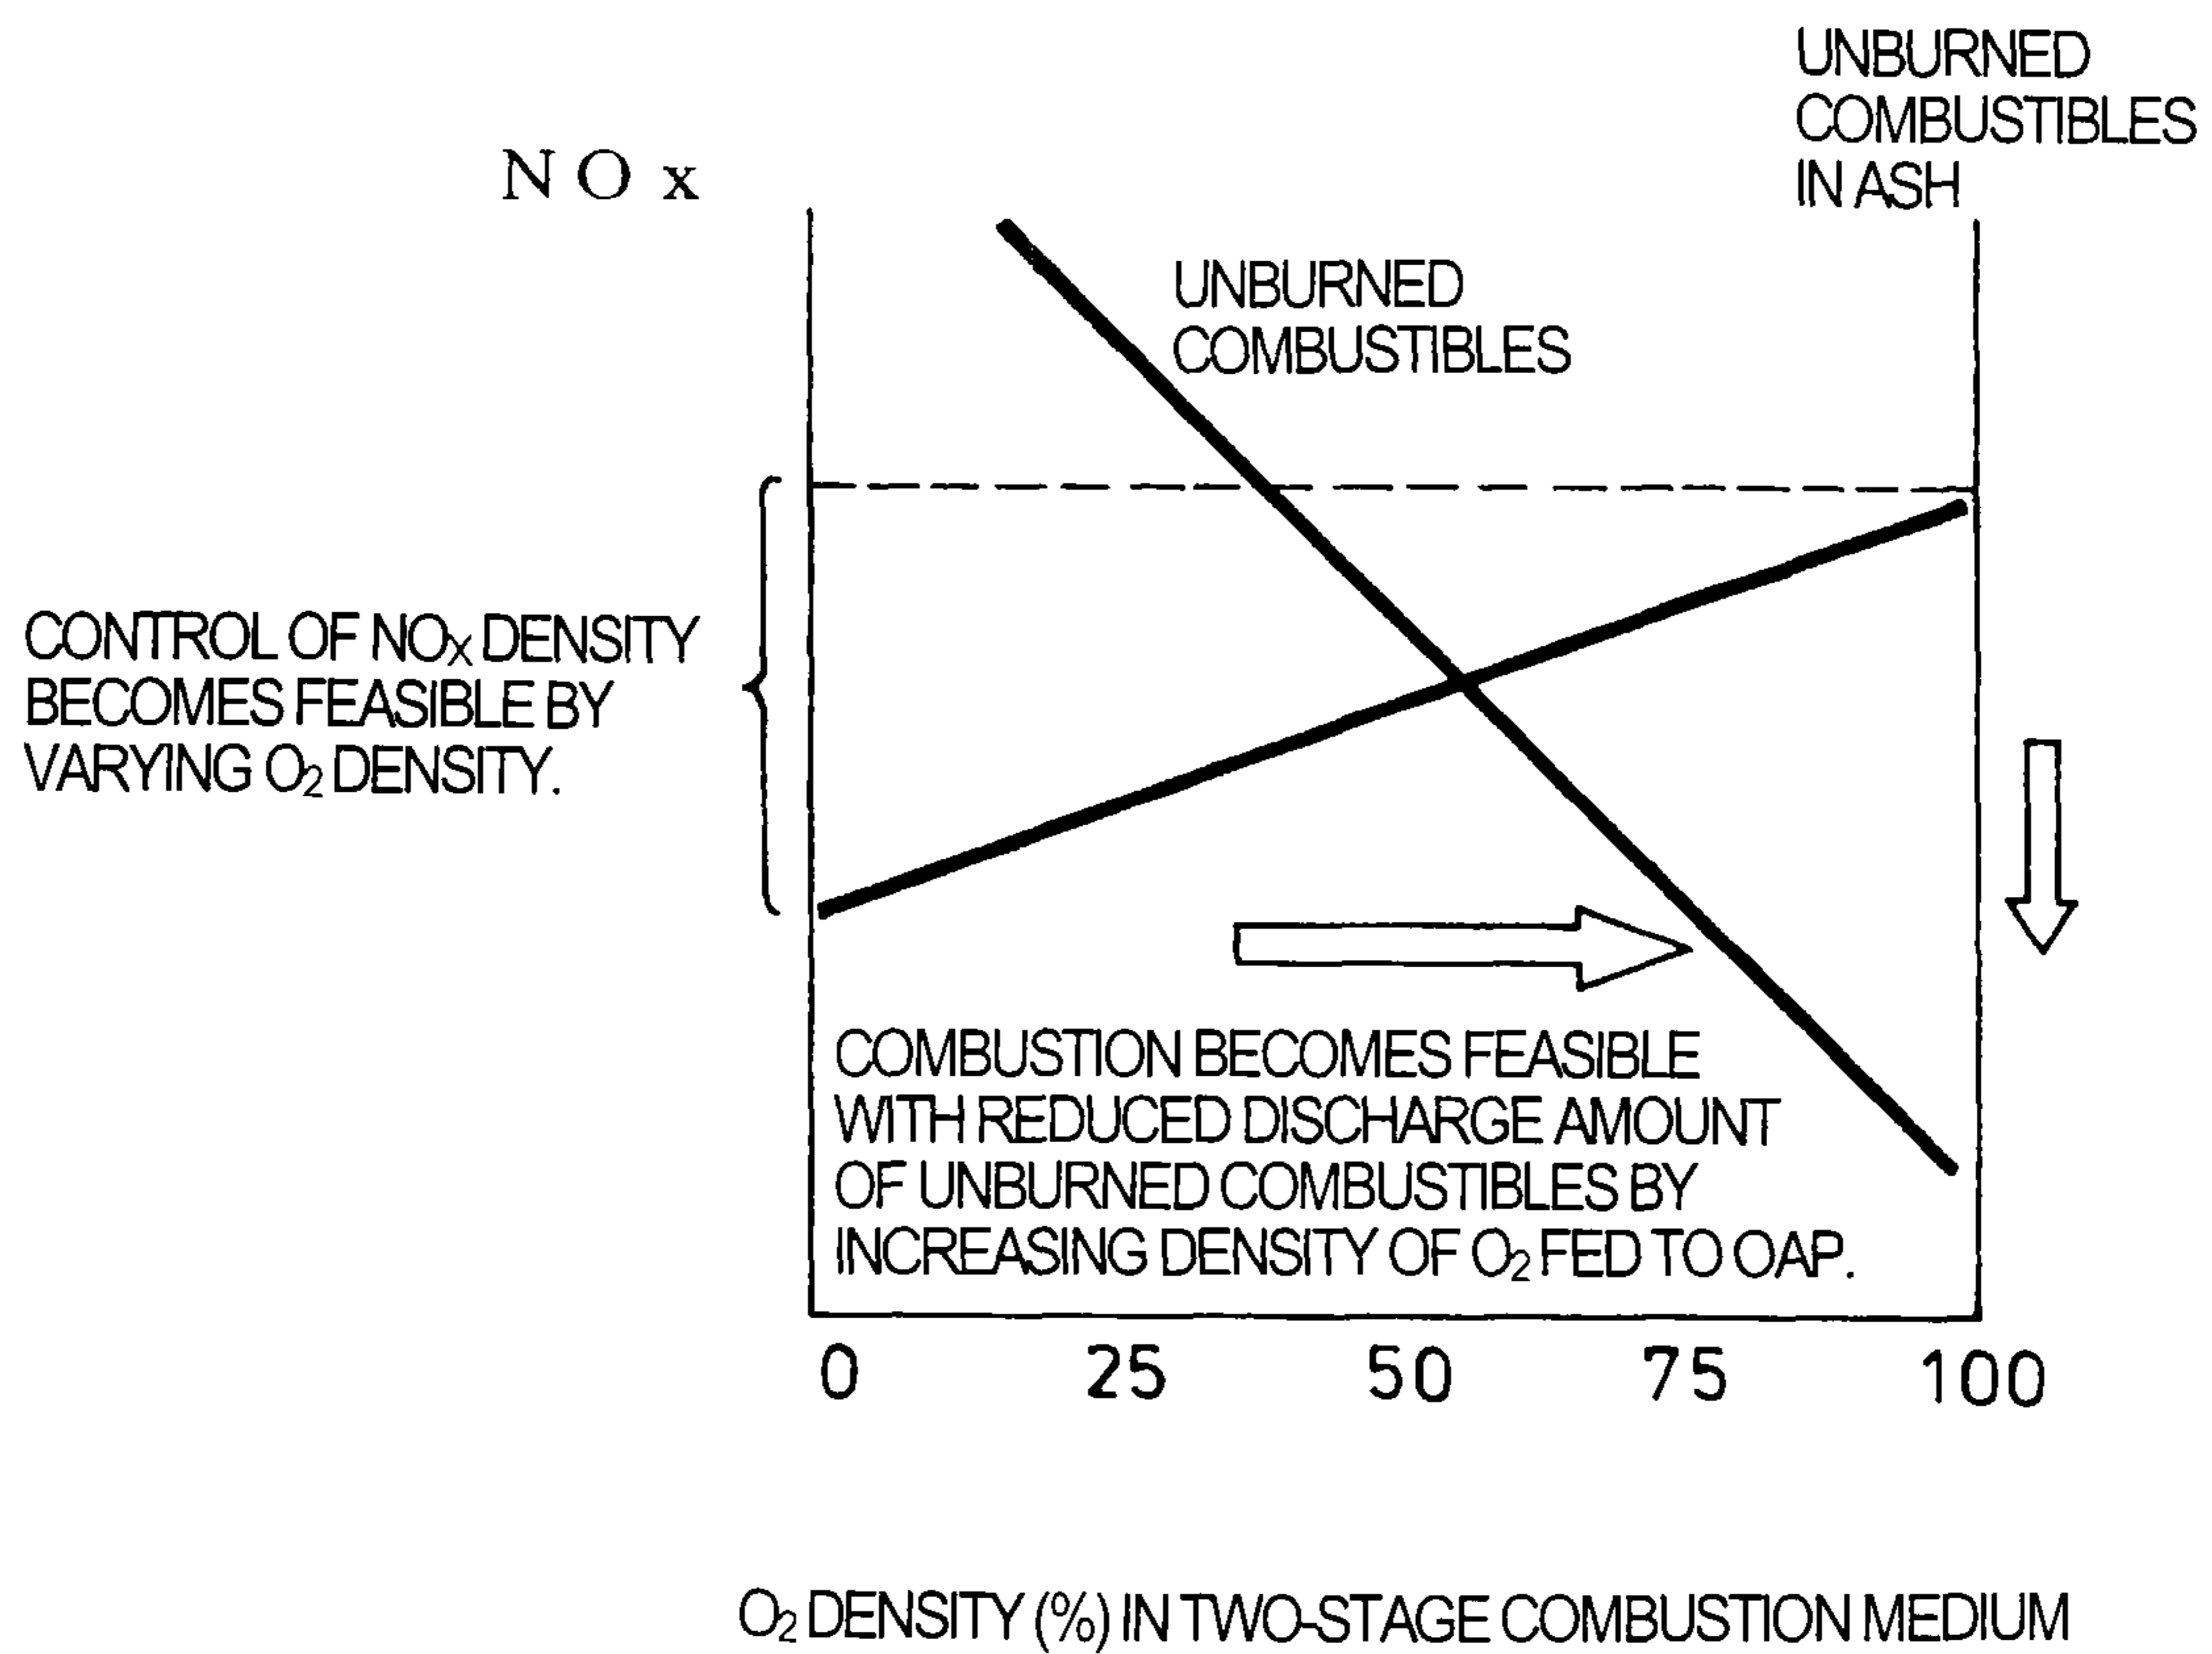 UNBURNED
COMBUSTIBLES
IN ASH
NOx
UNBURNED
COMBUSTIBLES
CONTROL OF NOX DENSITY
BECOMES FEASIBLE BY
VARYING O2 DENSITY.
COMBUSTION BECOMES FEASIBLE
WITH REDUCED DISCHARGE AMOUNT
OF UNBURNED COMBUSTIBLES BY
INCREASING DENSITY OF O2 FED TO OAP.
0 25 50 75 100
O2 DENSITY (%) IN TWO-STAGE COMBUSTION MEDIUM